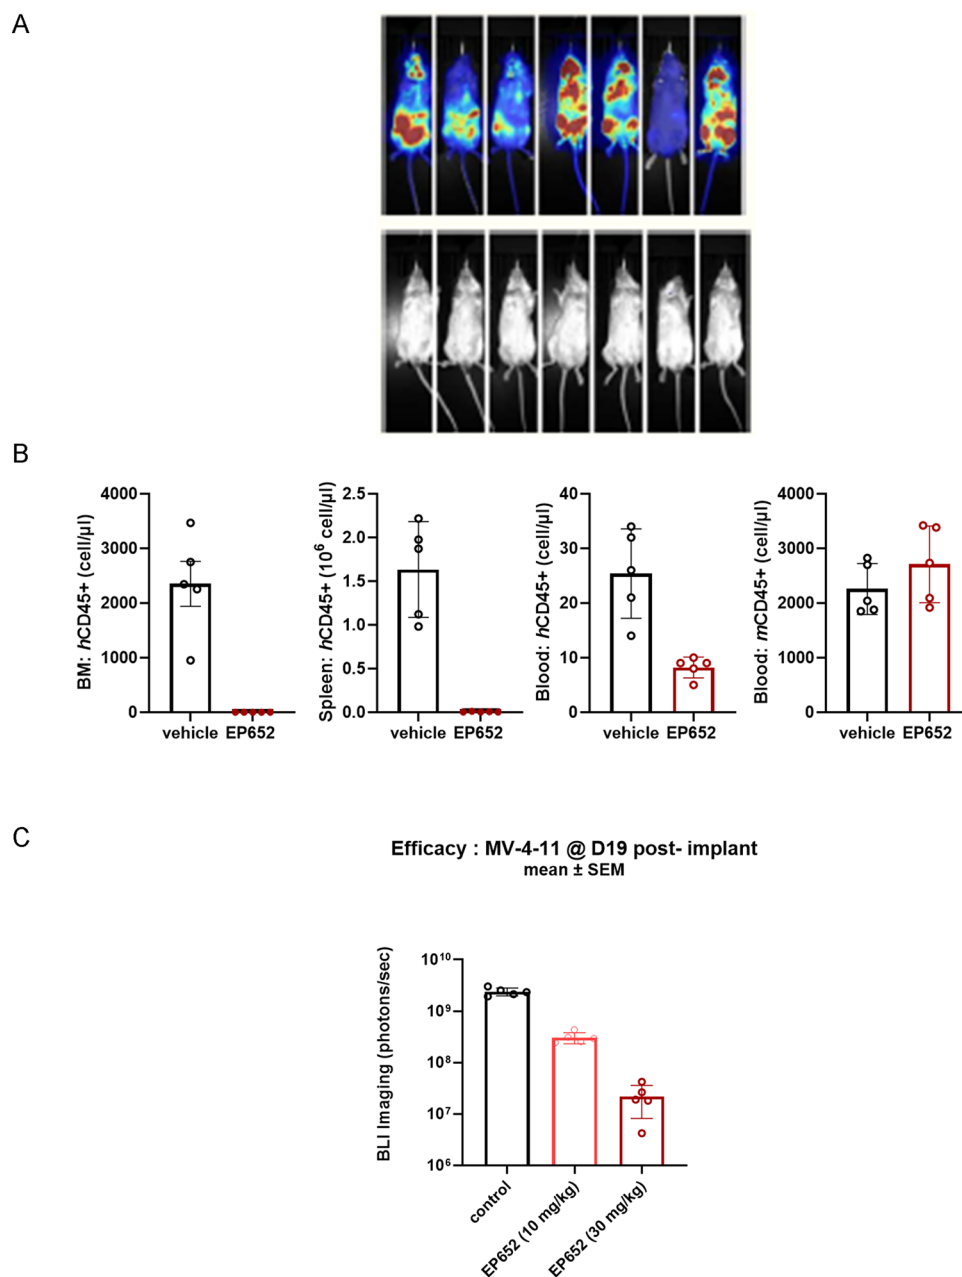 A
B
BM: hCD45+ (cell/µl)
4000
3000
2000
1000
0
vehicle EP652
Spleen: hCD45+ (10⁶ cell/µl)
2.5
2.0
1.5
1.0
0.5
0.0
vehicle EP652
Blood: hCD45+ (cell/µl)
40
30
20
10
0
vehicle EP652
Blood: mCD45+ (cell/µl)
4000
3000
2000
1000
0
vehicle EP652
C
Efficacy : MV-4-11 @ D19 post- implant
mean ± SEM
BLI Imaging (photons/sec)
10¹⁰
10⁹
10⁸
10⁷
10⁶
control
EP652 (10 mg/kg)
EP652 (30 mg/kg)